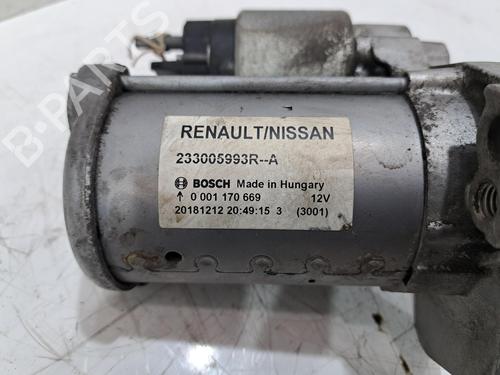 RENAULT/NISSAN
233005993R--A
BOSCH Made in Hungary
↑ 0 001 170 669 12V
20181212 20:49:15 3 (3001)
B-PARTS